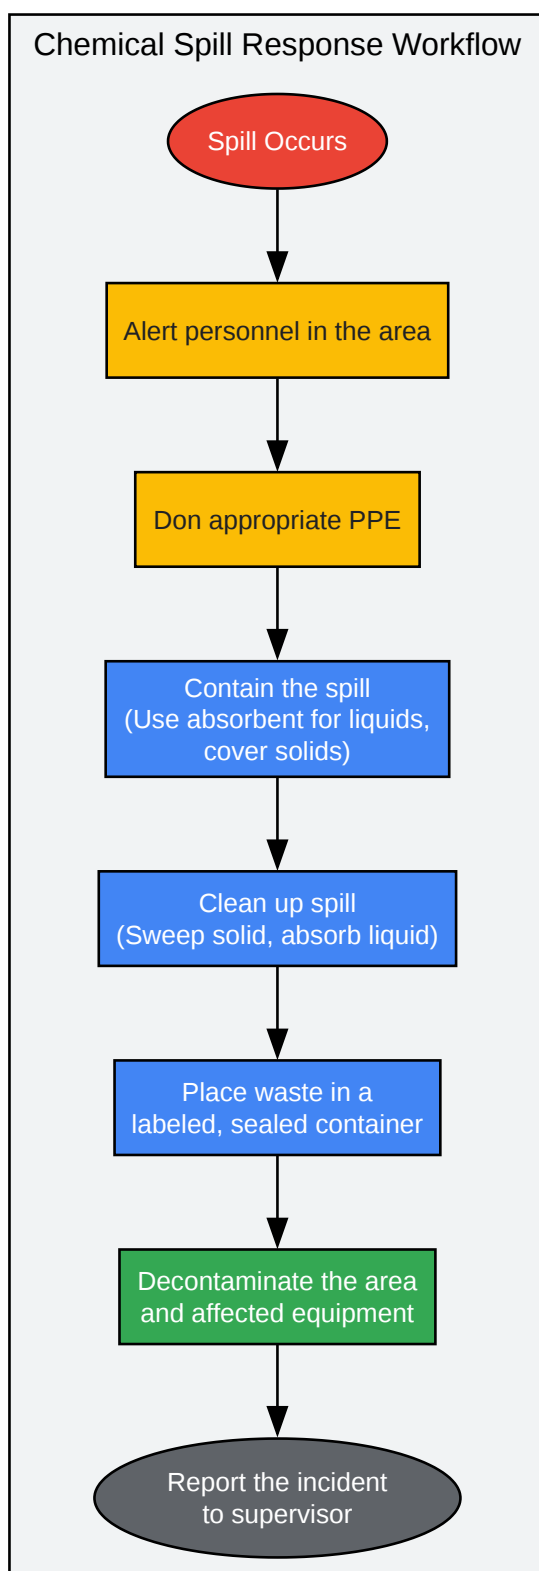 Chemical Spill Response Workflow
Spill Occurs
Alert personnel in the area
Don appropriate PPE
Contain the spill
(Use absorbent for liquids,
cover solids)
Clean up spill
(Sweep solid, absorb liquid)
Place waste in a
labeled, sealed container
Decontaminate the area
and affected equipment
Report the incident
to supervisor